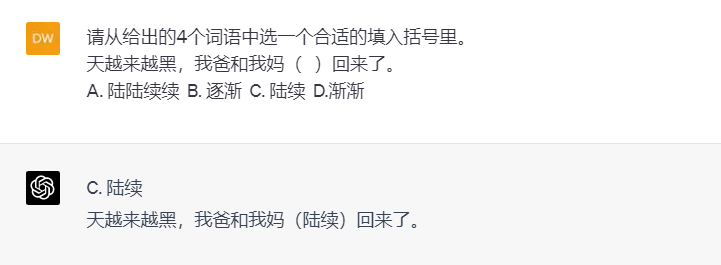 DW
请从给出的4个词语中选一个合适的填入括号里。
天越来越黑，我爸和我妈（  ）回来了。
A. 陆陆续续 B. 逐渐 C. 陆续 D.渐渐
C. 陆续
天越来越黑，我爸和我妈（陆续）回来了。